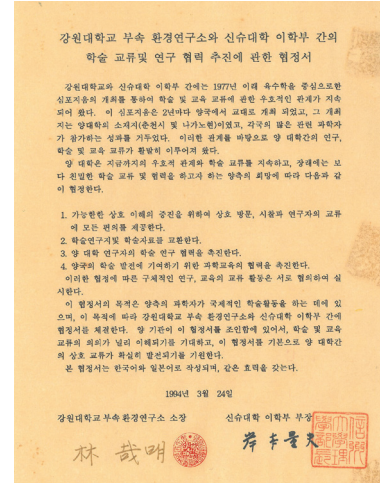 강원대학교 부속 환경연구소와 신슈대학 이학부 간의
학술 교류및 연구 협력 추진에 관한 협정서
강원대학교와 신슈대학 이학부 간에는 1977년 이래 육수학을 중심으로한
심포지움의 개최를 통하여 학술 및 교육 교류에 관한 우호적인 관계가 지속
되어 왔다. 이 심포지움은 2년마다 양국에서 교대로 개최 되었고, 그 개최
지는 양대학의 소재지(춘천시 및 나가노현)이었고, 각국의 많은 관련 과학자
가 참가하는 성과를 거두었다. 이러한 관계를 바탕으로 양 대학간의 연구,
학술 및 교육 교류가 활발히 이루어져 왔다.
양 대학은 지금까지의 우호적 관계와 학술 교류를 지속하고, 장래에는 보
다 친밀한 학술 교류 및 협력을 하고자 하는 양측의 희망에 따라 다음과 같
이 협정한다.
1. 가능한한 상호 이해의 증진을 위하여 상호 방문, 시찰과 연구자의 교류
에 모든 편의를 제공한다.
2. 학술연구지및 학술자료를 교환한다.
3. 양 대학 연구자의 학술 연구 협력을 촉진한다.
4. 양국의 학술 발전에 기여하기 위한 과학교육의 협력을 촉진한다.
이러한 협정에 따른 구체적인 연구, 교육의 교류 활동은 서로 협의하여 실
시한다.
이 협정서의 목적은 양측의 과학자가 국제적인 학술활동을 하는 데에 있
으며, 이 목적에 따라 강원대학교 부속 환경연구소와 신슈대학 이학부 간에
협정서를 체결한다. 양 기관이 이 협정서를 조인함에 있어서, 학술 및 교육
교류의 의의가 널리 이해되기를 기대하고, 이 협정서를 기본으로 양 대학간
의 상호 교류가 확실히 발전되기를 기원한다.
본 협정서는 한국어와 일본어로 작성되며, 같은 효력을 갖는다.
1994년 3월 24일
강원대학교 부속 환경연구소 소장 신슈대학 이학부 부장
林 哉明
信州大学理学部長